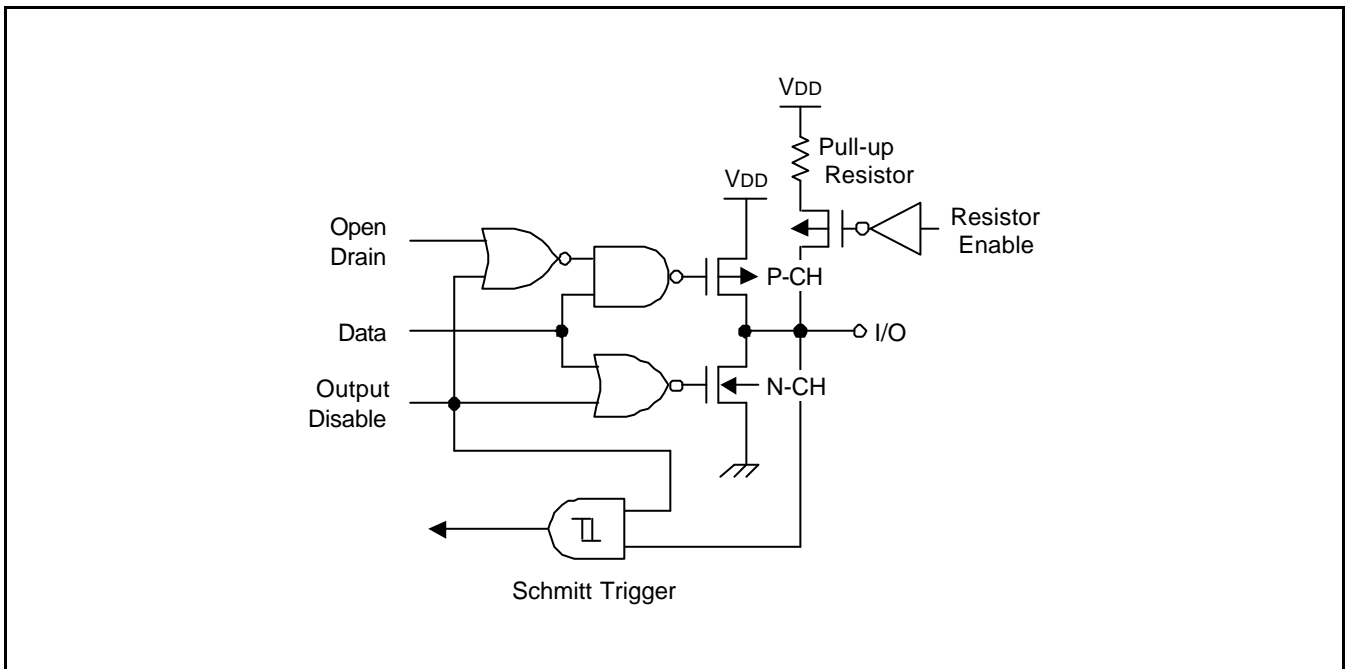 VDD
Pull-up
Resistor
VDD
Open
Drain
Resistor
Enable
P-CH
Data
I/O
N-CH
Output
Disable
Schmitt Trigger